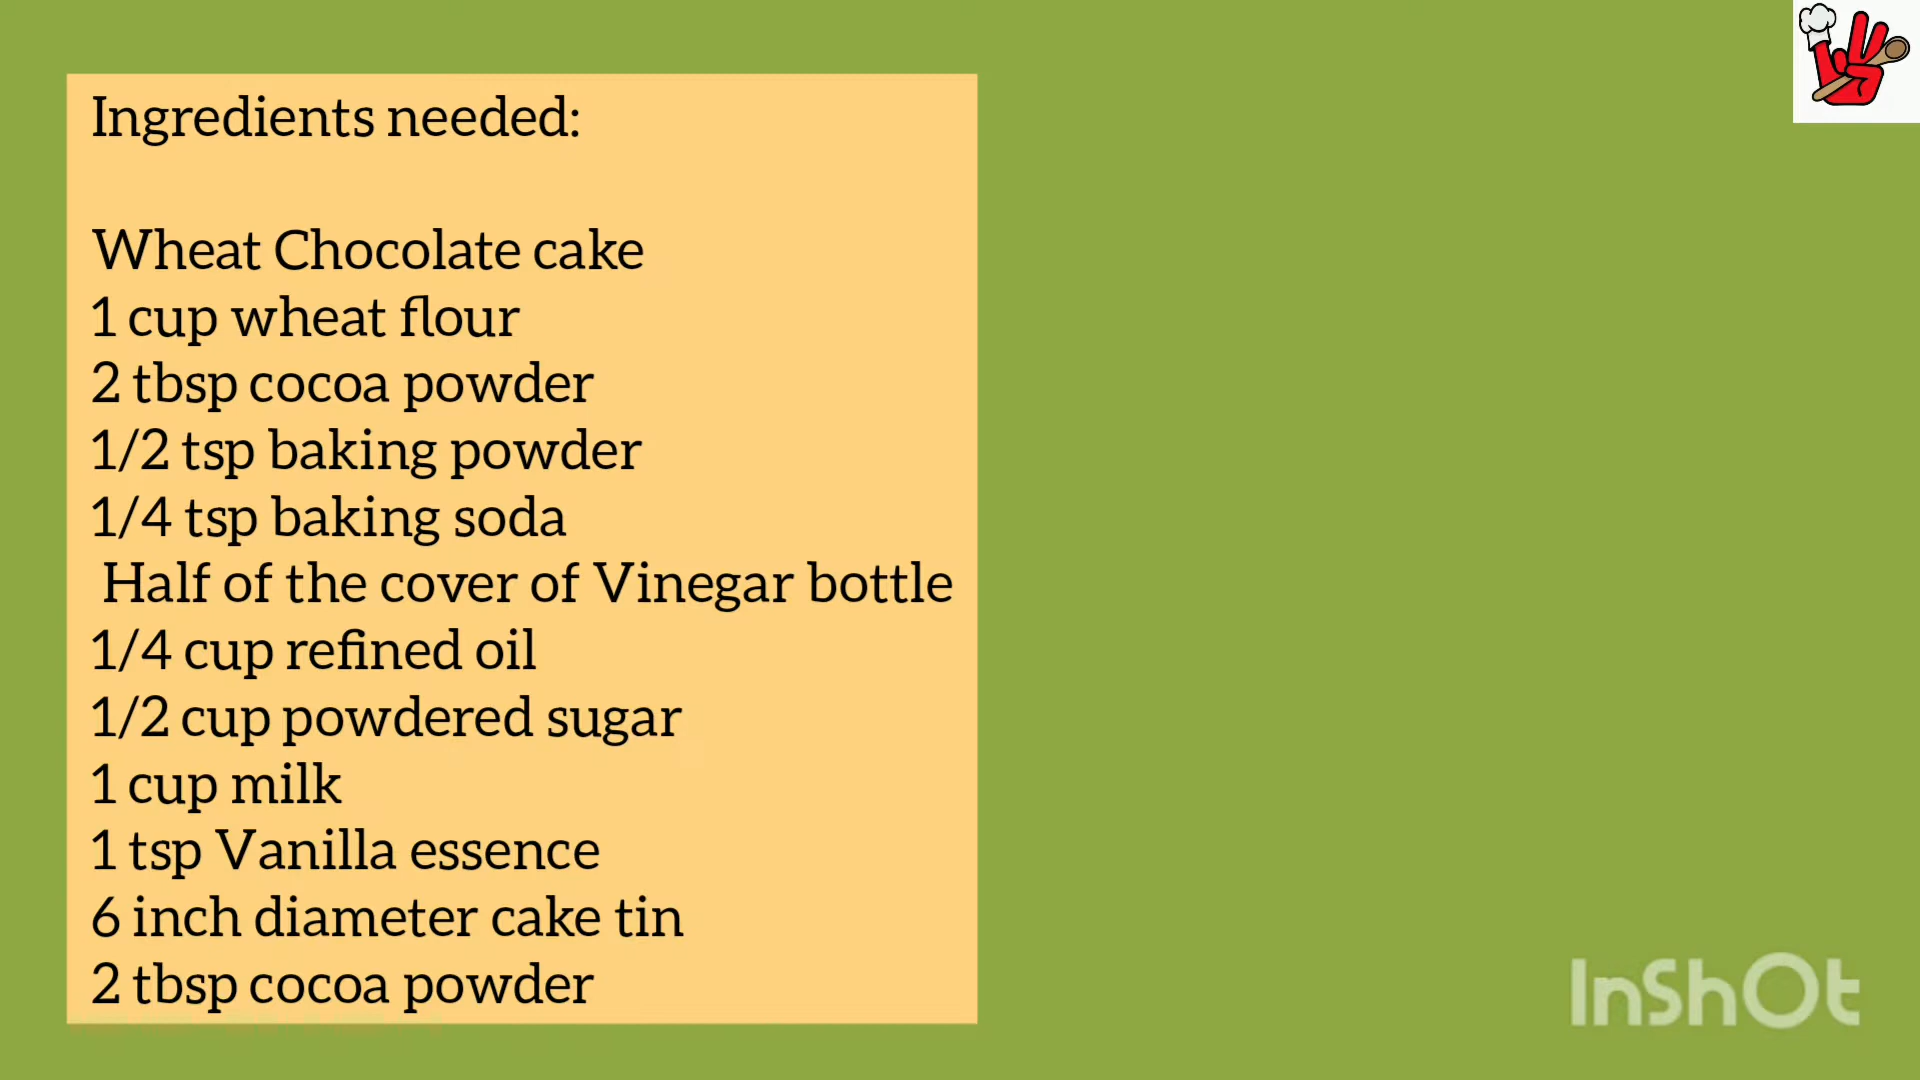 Ingredients needed:
Wheat Chocolate cake
1 cup wheat flour
2 tbsp cocoa powder
1/2 tsp baking powder
1/4 tsp baking soda
Half of the cover of Vinegar bottle
1/4 cup refined oil
1/2 cup powdered sugar
1 cup milk
1 tsp Vanilla essence
6 inch diameter cake tin
2 tbsp cocoa powder
InShOt